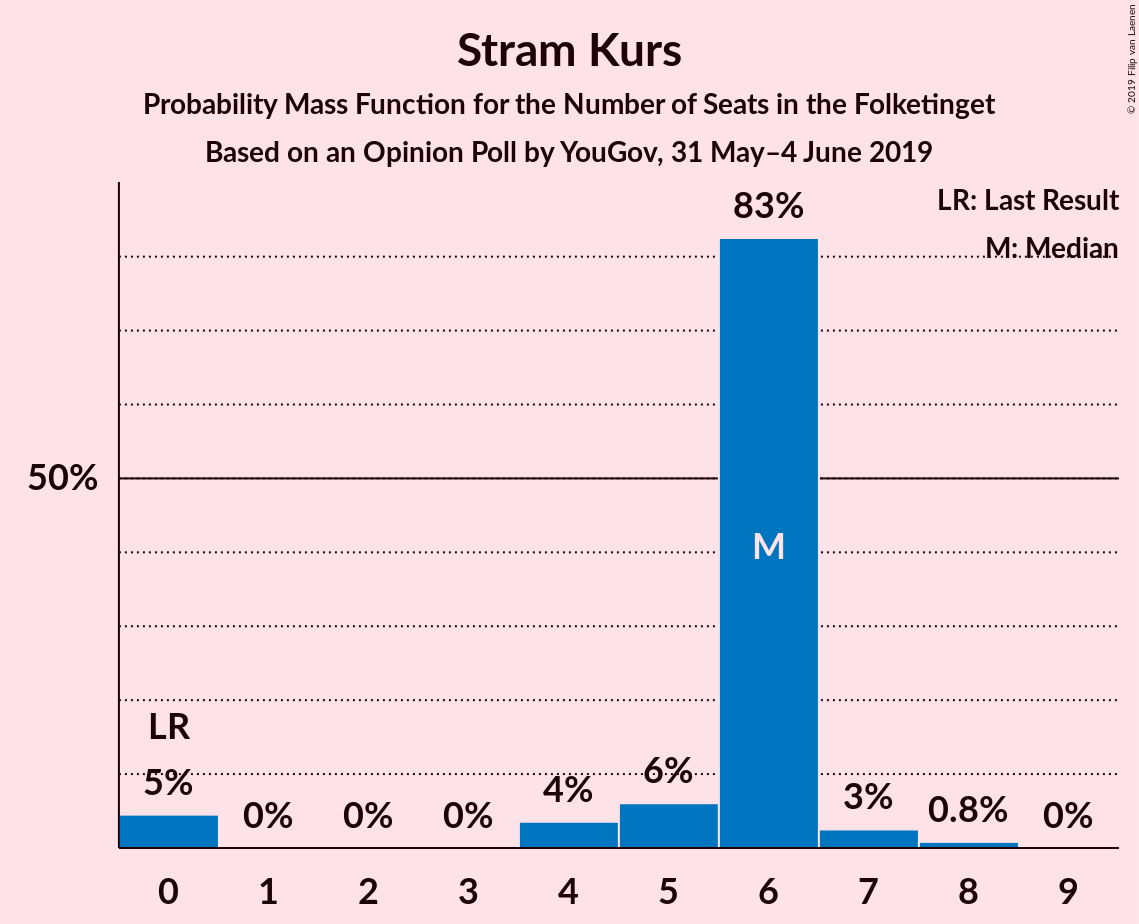 Stram Kurs
Probability Mass Function for the Number of Seats in the Folketinget
Based on an Opinion Poll by YouGov, 31 May–4 June 2019
© 2019 Filip van Laenen
LR: Last Result
M: Median
83%
50%
M
LR
5%
0%
0%
0%
4%
6%
3%
0.8%
0%
0 1 2 3 4 5 6 7 8 9